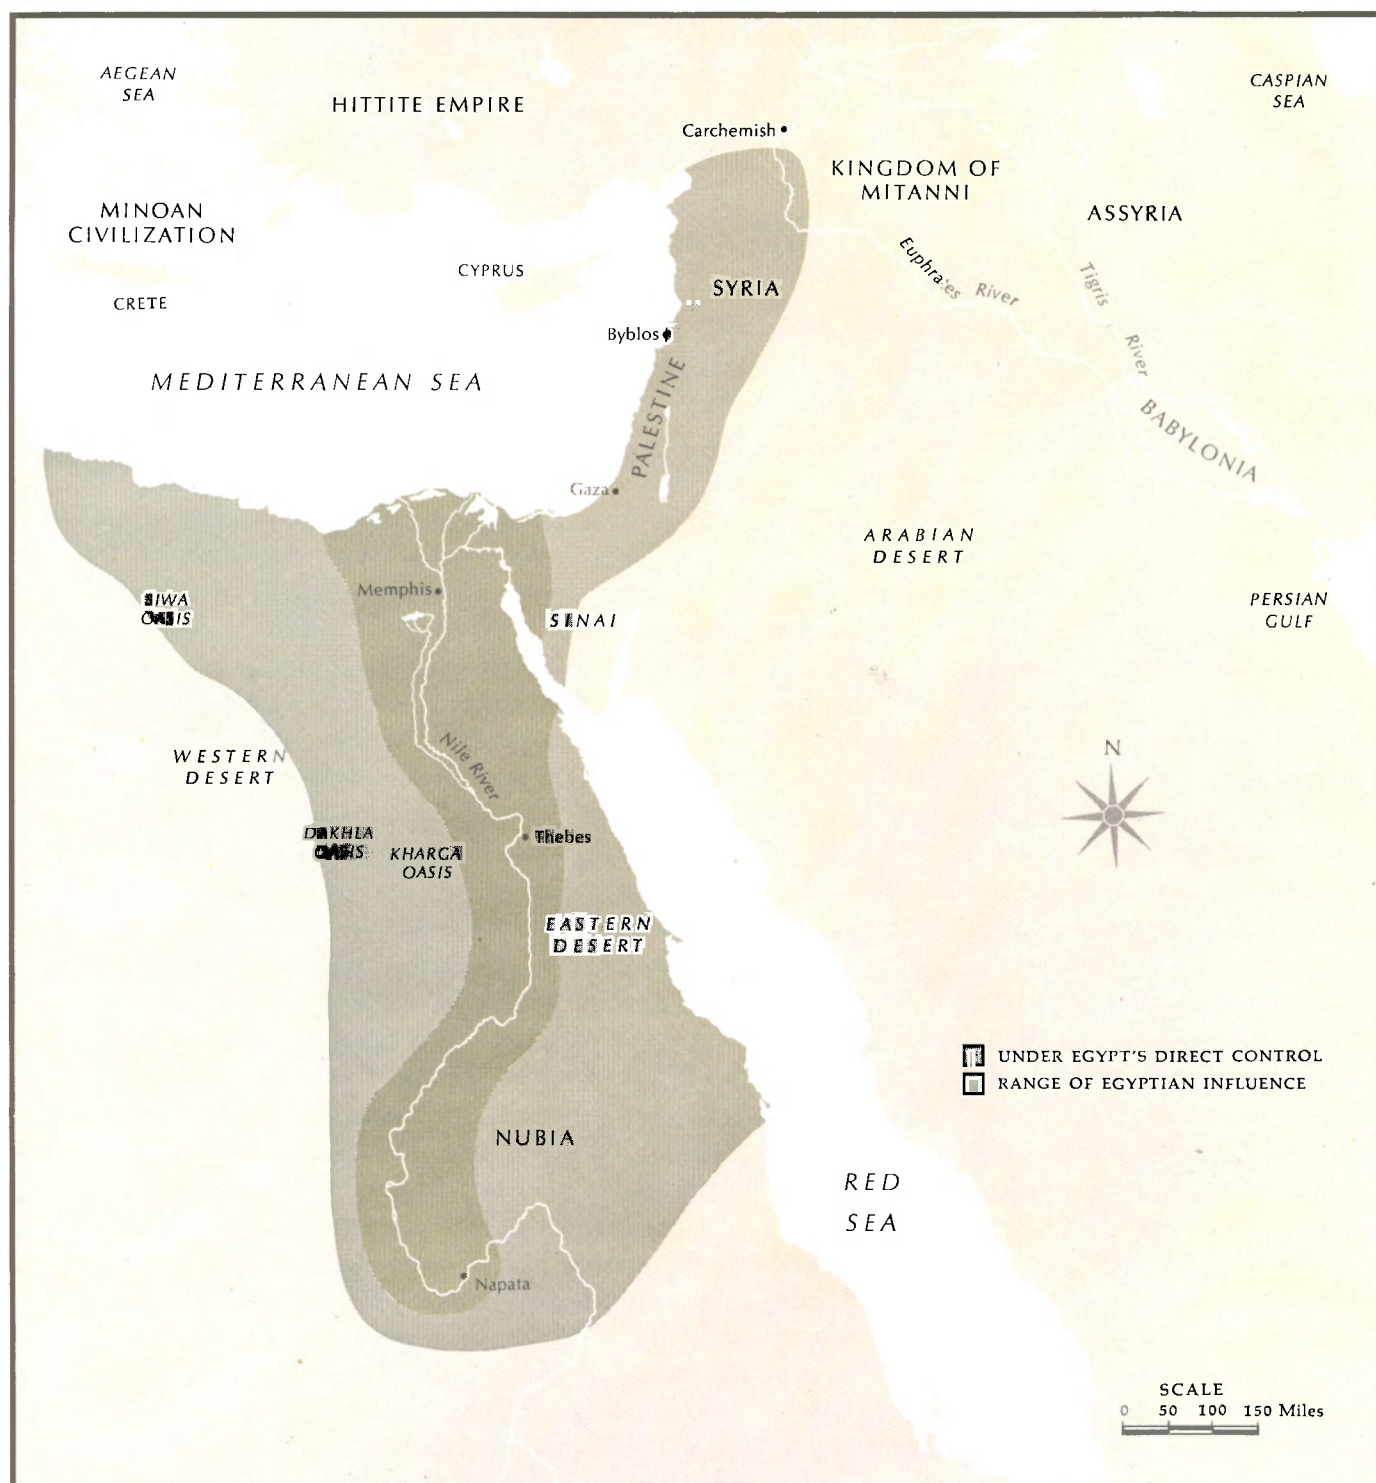 AEGEAN
SEA
HITTITE EMPIRE
CASPIAN
SEA
Carchemish
KINGDOM OF
MITANNI
MINOAN
CIVILIZATION
ASSYRIA
CYPRUS
Euphrates River
Tigris River
SYRIA
CRETE
Byblos
MEDITERRANEAN SEA
PALESTINE
BABYLONIA
Gaza
ARABIAN
DESERT
Memphis
SIWA
OASIS
SINAI
PERSIAN
GULF
Nile River
WESTERN
DESERT
N
DAKHLA
OASIS
KHARGA
OASIS
Thebes
EASTERN
DESERT
UNDER EGYPT'S DIRECT CONTROL
RANGE OF EGYPTIAN INFLUENCE
NUBIA
RED
SEA
Napata
SCALE
0 50 100 150 Miles